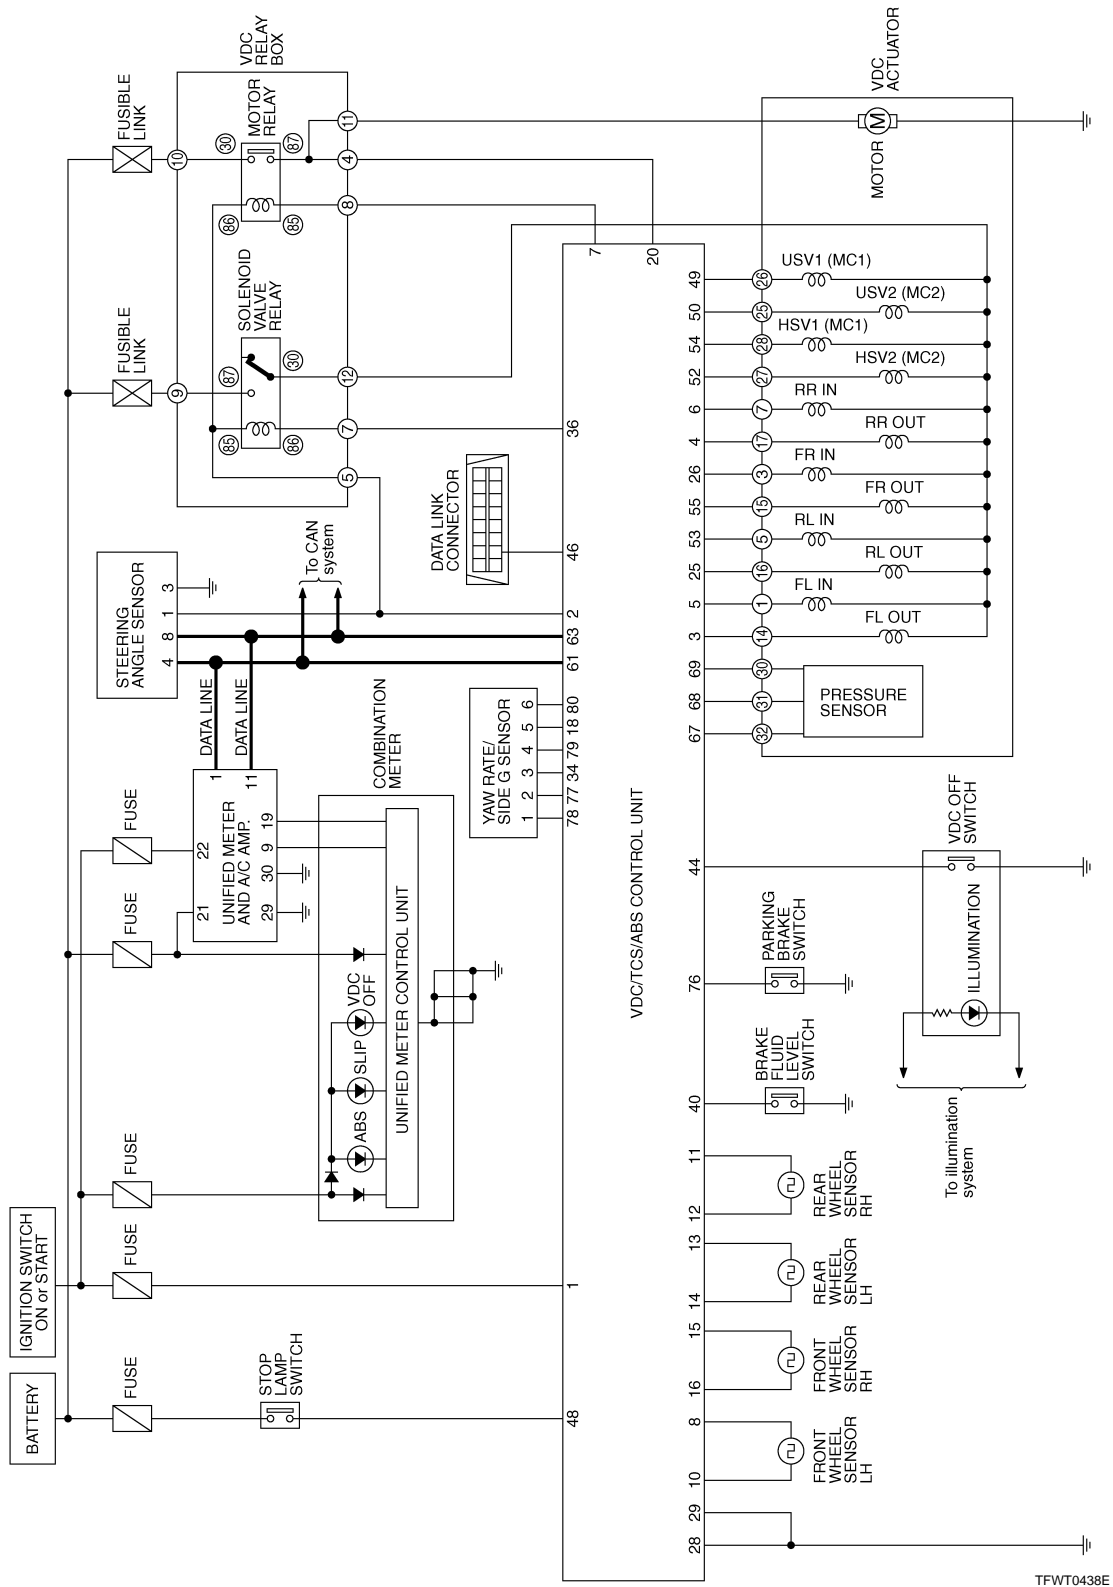 BATTERY
IGNITION SWITCH
ON or START
FUSE
FUSE
FUSE
FUSE
FUSE
FUSIBLE
LINK
FUSIBLE
LINK
STOP
LAMP
SWITCH
ABS
SLIP
VDC
OFF
UNIFIED METER CONTROL UNIT
COMBINATION
METER
21
22
UNIFIED METER
AND A/C AMP.
29
30
9
19
1
11
DATA LINE
DATA LINE
STEERING
ANGLE SENSOR
4
8
1
3
To CAN
system
VDC
RELAY
BOX
SOLENOID
VALVE
RELAY
87
30
85
86
MOTOR
RELAY
30
87
86
85
9
10
5
7
12
8
4
11
DATA LINK
CONNECTOR
YAW RATE/
SIDE G SENSOR
1
2
3
4
5
6
48
1
78
77
34
79
18
80
61
63
2
46
36
7
20
VDC/TCS/ABS CONTROL UNIT
28
29
10
8
16
15
14
13
12
11
40
76
44
67
68
69
3
5
25
53
55
26
4
6
52
54
50
49
FRONT
WHEEL
SENSOR
LH
FRONT
WHEEL
SENSOR
RH
REAR
WHEEL
SENSOR
LH
REAR
WHEEL
SENSOR
RH
BRAKE
FLUID
LEVEL
SWITCH
PARKING
BRAKE
SWITCH
To illumination
system
ILLUMINATION
VDC OFF
SWITCH
32
31
30
14
1
16
5
15
3
17
7
27
28
25
26
PRESSURE
SENSOR
FL OUT
FL IN
RL OUT
RL IN
FR OUT
FR IN
RR OUT
RR IN
HSV2 (MC2)
HSV1 (MC1)
USV2 (MC2)
USV1 (MC1)
MOTOR
M
VDC
ACTUATOR
TFWT0438E